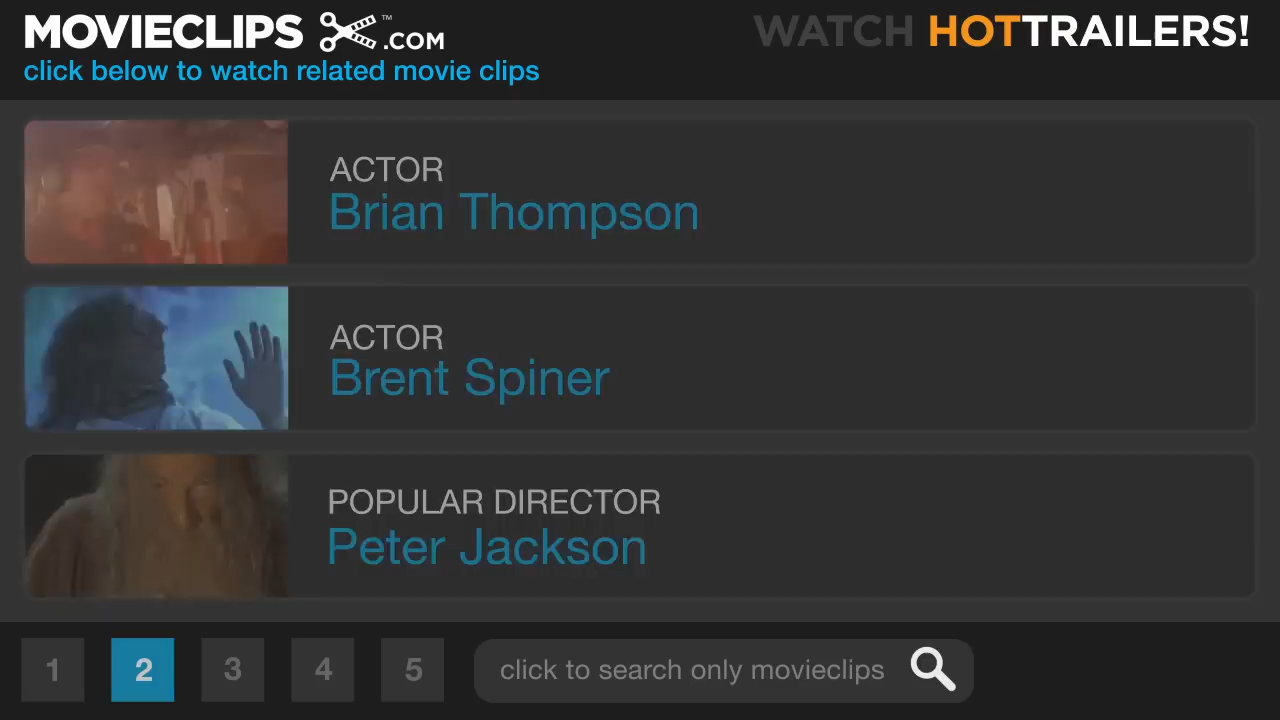 MOVIECLIPS ™.COM
WATCH HOTTRAILERS!
click below to watch related movie clips
ACTOR
Brian Thompson
ACTOR
Brent Spiner
POPULAR DIRECTOR
Peter Jackson
1 2 3 4 5 click to search only movieclips